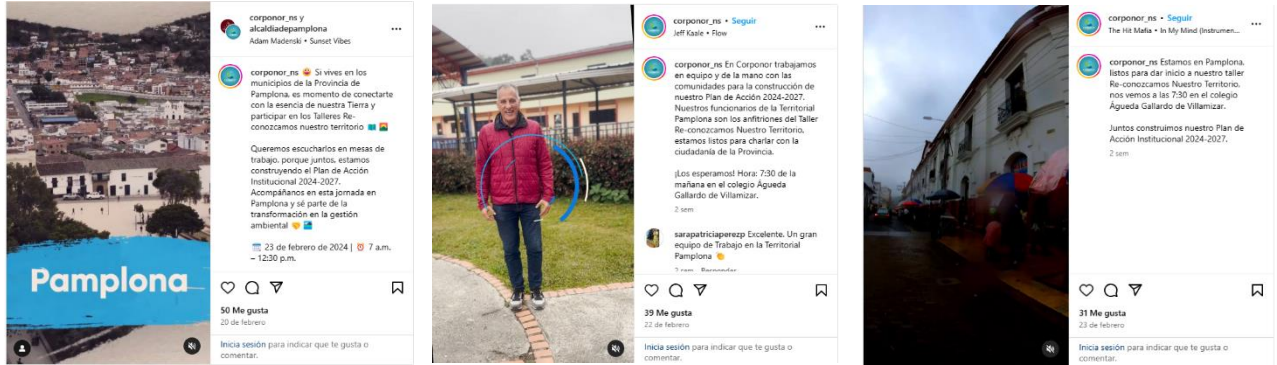 Pamplona
corponor_ns y
alcaldiadepamplona
Adam Madenski • Sunset Vibes
corponor_ns 🤩 Si vives en los
municipios de la Provincia de
Pamplona, es momento de conectarte
con la esencia de nuestra Tierra y
participar en los Talleres Re-
conozcamos nuestro territorio
Queremos escucharlos en mesas de
trabajo, porque juntos, estamos
construyendo el Plan de Acción
Institucional 2024-2027.
Acompáñanos en esta jornada en
Pamplona y sé parte de la
transformación en la gestión
ambiental
🗓️ 23 de febrero de 2024 | ⏰ 7 a.m.
– 12:30 p.m.
50 Me gusta
20 de febrero
Inicia sesión para indicar que te gusta o
comentar.
corponor_ns • Seguir
Jeff Kaale • Flow
corponor_ns En Corponor trabajamos
en equipo y de la mano con las
comunidades para la construcción de
nuestro Plan de Acción 2024-2027.
Nuestros funcionarios de la Territorial
Pamplona son los anfitriones del Taller
Re-conozcamos Nuestro Territorio,
estamos listos para charlar con la
ciudadanía de la Provincia.
¡Los esperamos! Hora: 7:30 de la
mañana en el colegio Águeda
Gallardo de Villamizar.
2 sem
sarapatriciaperezp Excelente. Un gran
equipo de Trabajo en la Territorial
Pamplona 👏
2 sem Responder
39 Me gusta
22 de febrero
Inicia sesión para indicar que te gusta o
comentar.
corponor_ns • Seguir
The Hit Mafia • In My Mind (Instrumen...
corponor_ns Estamos en Pamplona,
listos para dar inicio a nuestro taller
Re-conozcamos Nuestro Territorio,
nos vemos a las 7:30 en el colegio
Águeda Gallardo de Villamizar.
Juntos construimos nuestro Plan de
Acción Institucional 2024-2027.
2 sem
31 Me gusta
23 de febrero
Inicia sesión para indicar que te gusta o
comentar.